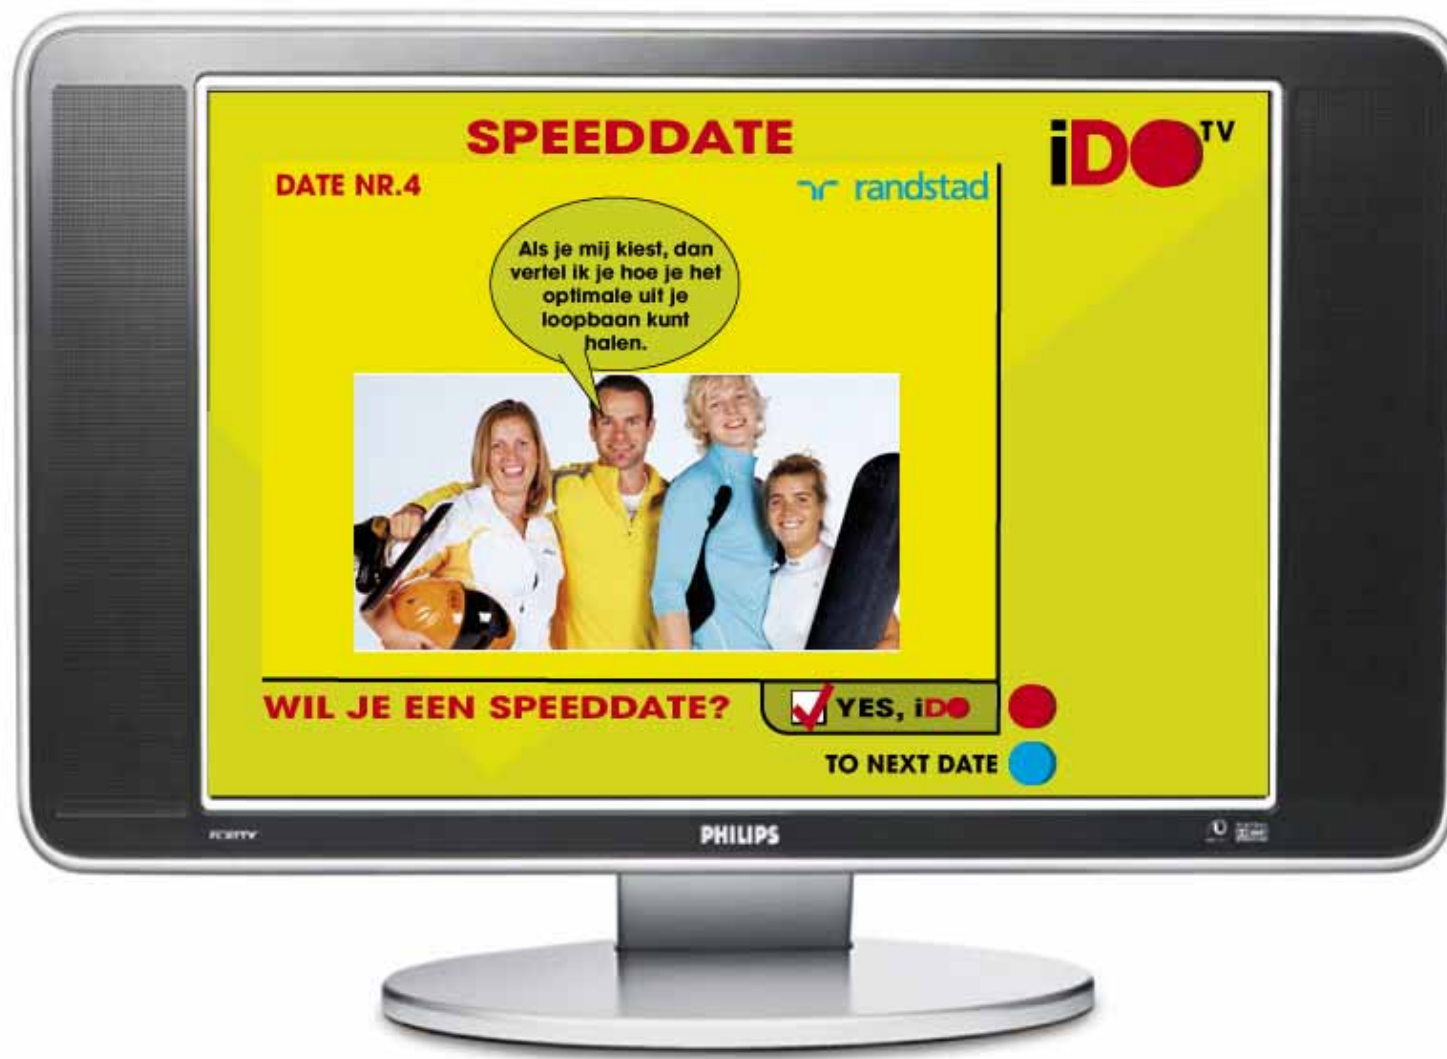 SPEEDDATE
iDO TV
DATE NR.4
randstad
Als je mij kiest, dan
vertel ik je hoe je het
optimale uit je
loopbaan kunt
halen.
WIL JE EEN SPEEDDATE?
YES, iDO
TO NEXT DATE
PHILIPS